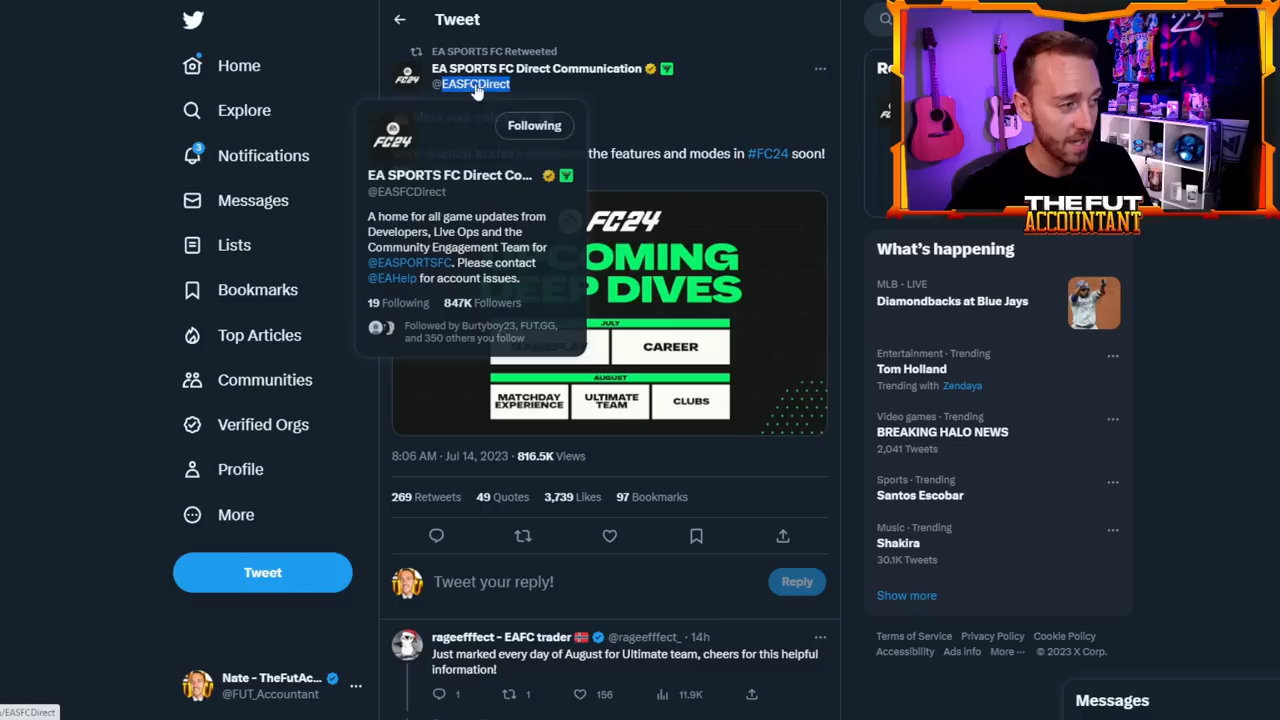 Tweet
Home
Explore
3
Notifications
Messages
Lists
Bookmarks
Top Articles
Communities
Verified Orgs
Profile
More
Tweet
Nate - TheFutAc...
@FUT_Accountant
/EASFCDirect
EA SPORTS FC Retweeted
EA SPORTS FC Direct Communication
@EASFCDirect
the features and modes in #FC24 soon!
FC24
Following
EA SPORTS FC Direct Co...
@EASFCDirect
A home for all game updates from
Developers, Live Ops and the
Community Engagement Team for
@EASPORTSFC. Please contact
@EAHelp for account issues.
19 Following 847K Followers
Followed by Burtyboy23, FUT.GG,
and 350 others you follow
FC24
COMING
DEEP DIVES
JULY
CAREER
AUGUST
MATCHDAY
EXPERIENCE
ULTIMATE
TEAM
CLUBS
8:06 AM · Jul 14, 2023 · 816.5K Views
269 Retweets 49 Quotes 3,739 Likes 97 Bookmarks
Tweet your reply!
Reply
rageefffect - EAFC trader @rageefffect_ · 14h
Just marked every day of August for Ultimate team, cheers for this helpful
information!
1 1 156 11.9K
THE FUT
ACCOUNTANT
What's happening
MLB · LIVE
Diamondbacks at Blue Jays
Entertainment · Trending
Tom Holland
Trending with Zendaya
Video games · Trending
BREAKING HALO NEWS
2,041 Tweets
Sports · Trending
Santos Escobar
Music · Trending
Shakira
30.1K Tweets
Show more
Terms of Service Privacy Policy Cookie Policy
Accessibility Ads info More ··· © 2023 X Corp.
Messages